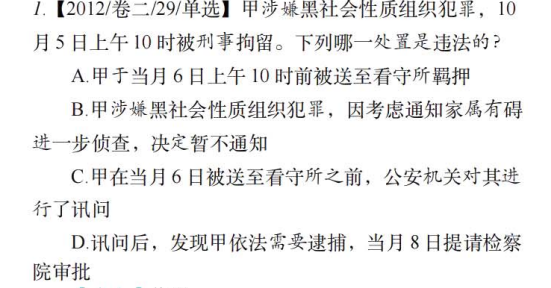 1.【2012/卷二/29/单选】甲涉嫌黑社会性质组织犯罪，10
月5日上午10时被刑事拘留。下列哪一处置是违法的？
A.甲于当月6日上午10时前被送至看守所羁押
B.甲涉嫌黑社会性质组织犯罪，因考虑通知家属有碍
进一步侦查，决定暂不通知
C.甲在当月6日被送至看守所之前，公安机关对其进
行了讯问
D.讯问后，发现甲依法需要逮捕，当月8日提请检察
院审批